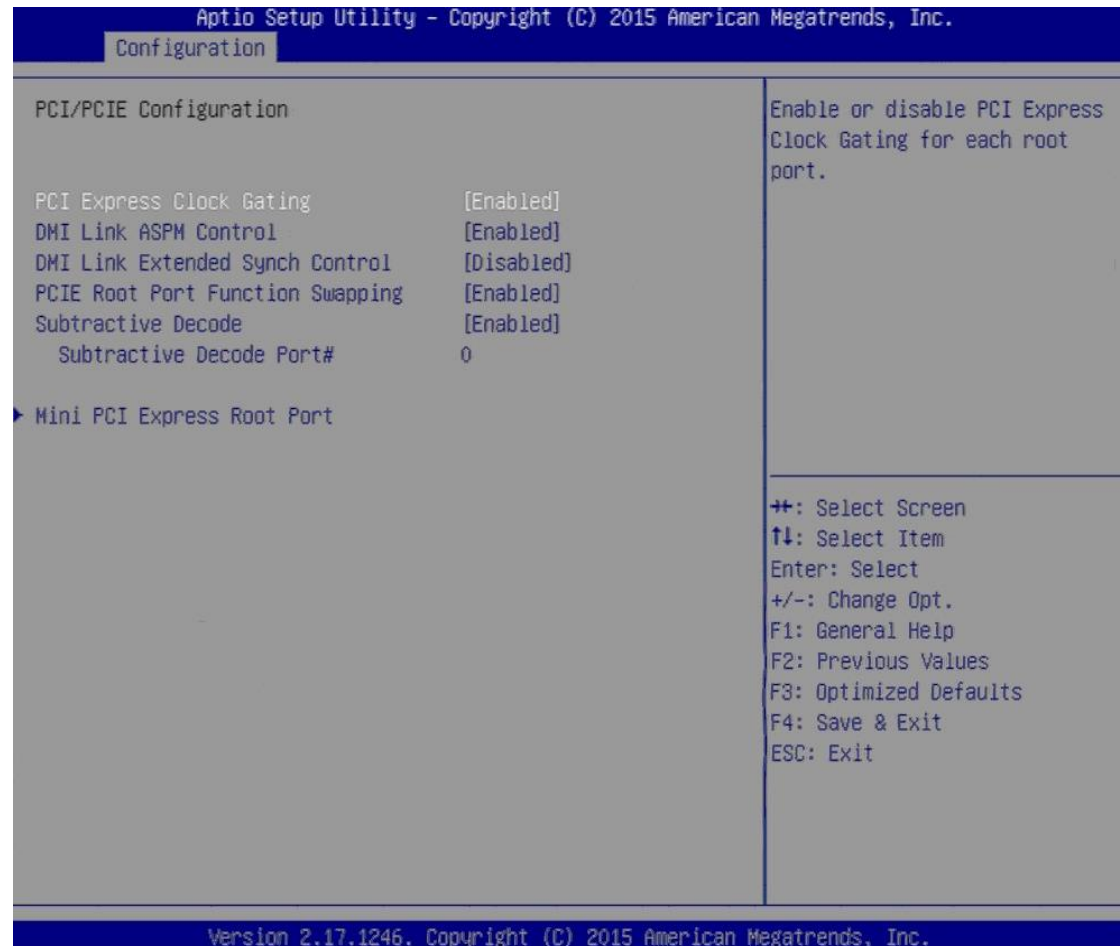 Aptio Setup Utility - Copyright (C) 2015 American Megatrends, Inc.
Configuration
PCI/PCIE Configuration
PCI Express Clock Gating [Enabled]
DMI Link ASPM Control [Enabled]
DMI Link Extended Synch Control [Disabled]
PCIE Root Port Function Swapping [Enabled]
Subtractive Decode [Enabled]
Subtractive Decode Port# 0
Mini PCI Express Root Port
Enable or disable PCI Express
Clock Gating for each root
port.
→←: Select Screen
↑↓: Select Item
Enter: Select
+/-: Change Opt.
F1: General Help
F2: Previous Values
F3: Optimized Defaults
F4: Save & Exit
ESC: Exit
Version 2.17.1246. Copyright (C) 2015 American Megatrends, Inc.